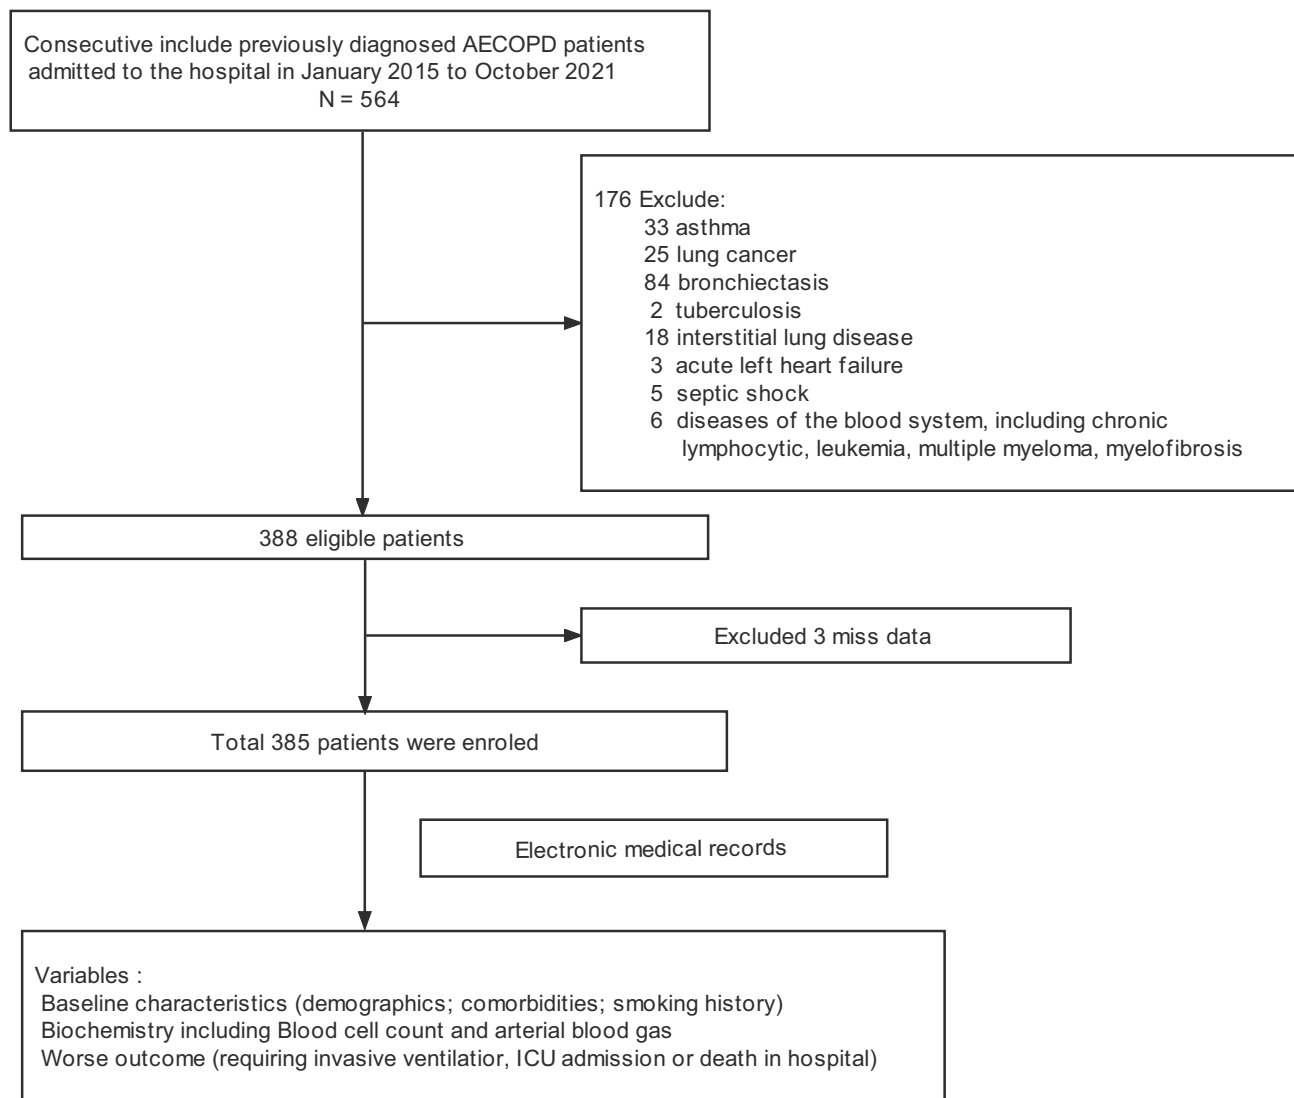 Consecutive include previously diagnosed AECOPD patients
admitted to the hospital in January 2015 to October 2021
N = 564
176 Exclude:
33 asthma
25 lung cancer
84 bronchiectasis
2 tuberculosis
18 interstitial lung disease
3 acute left heart failure
5 septic shock
6 diseases of the blood system, including chronic
lymphocytic, leukemia, multiple myeloma, myelofibrosis
388 eligible patients
Excluded 3 miss data
Total 385 patients were enroled
Electronic medical records
Variables :
Baseline characteristics (demographics; comorbidities; smoking history)
Biochemistry including Blood cell count and arterial blood gas
Worse outcome (requiring invasive ventilatior, ICU admission or death in hospital)